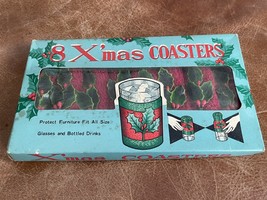 8 X'mas COASTERS
Protect Furniture Fit All Size
Glasses and Bottled Drinks
X'mas COASTERS